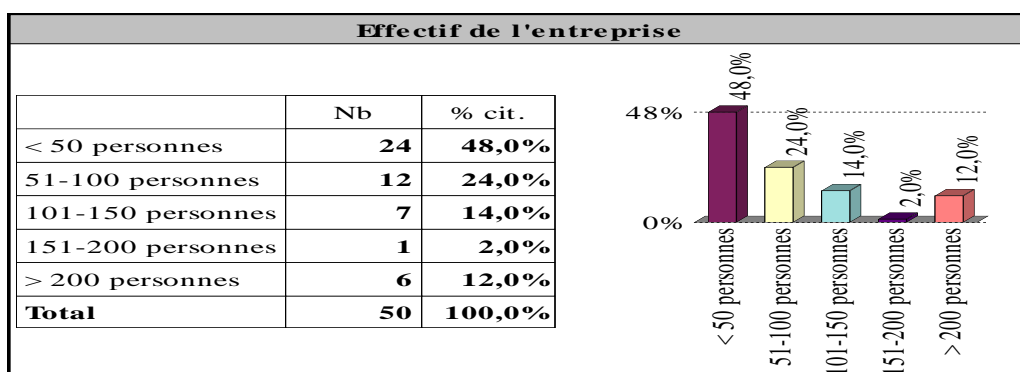 Effectif de l'entreprise
Nb % cit.
< 50 personnes 24 48,0%
51-100 personnes 12 24,0%
101-150 personnes 7 14,0%
151-200 personnes 1 2,0%
> 200 personnes 6 12,0%
Total 50 100,0%
48%
0%
48,0%
24,0%
14,0%
2,0%
12,0%
< 50 personnes
51-100 personnes
101-150 personnes
151-200 personnes
> 200 personnes